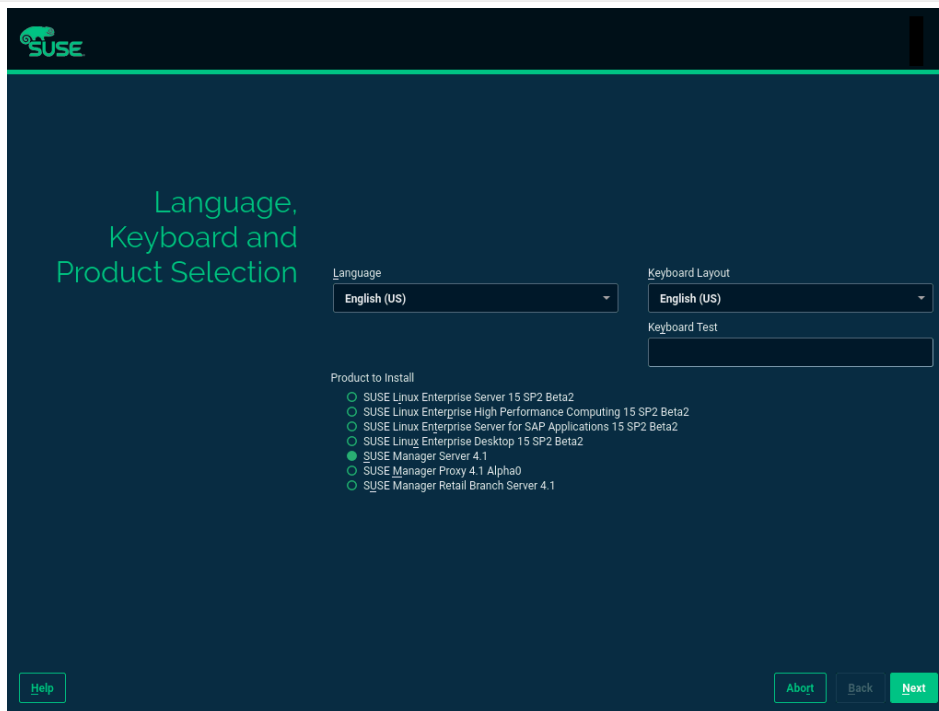 SUSE
Language,
Keyboard and
Product Selection
Language
Keyboard Layout
English (US)
English (US)
Keyboard Test
Product to Install
SUSE Linux Enterprise Server 15 SP2 Beta2
SUSE Linux Enterprise High Performance Computing 15 SP2 Beta2
SUSE Linux Enterprise Server for SAP Applications 15 SP2 Beta2
SUSE Linux Enterprise Desktop 15 SP2 Beta2
SUSE Manager Server 4.1
SUSE Manager Proxy 4.1 Alpha0
SUSE Manager Retail Branch Server 4.1
Help
Abort
Back
Next